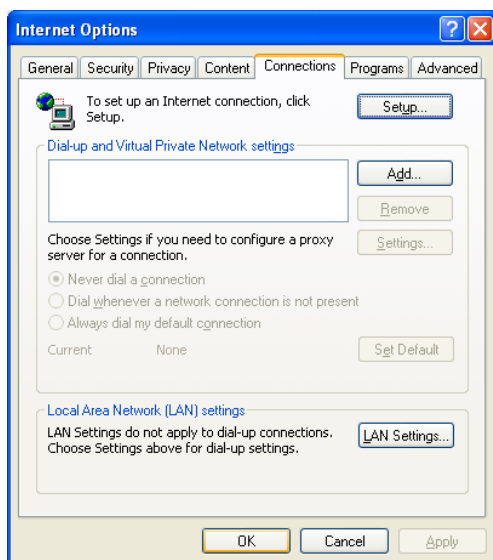 Internet Options
General Security Privacy Content Connections Programs Advanced
To set up an Internet connection, click
Setup.
Setup...
Dial-up and Virtual Private Network settings
Add...
Remove
Choose Settings if you need to configure a proxy
server for a connection.
Settings...
Never dial a connection
Dial whenever a network connection is not present
Always dial my default connection
Current None
Set Default
Local Area Network (LAN) settings
LAN Settings do not apply to dial-up connections.
Choose Settings above for dial-up settings.
LAN Settings...
OK Cancel Apply